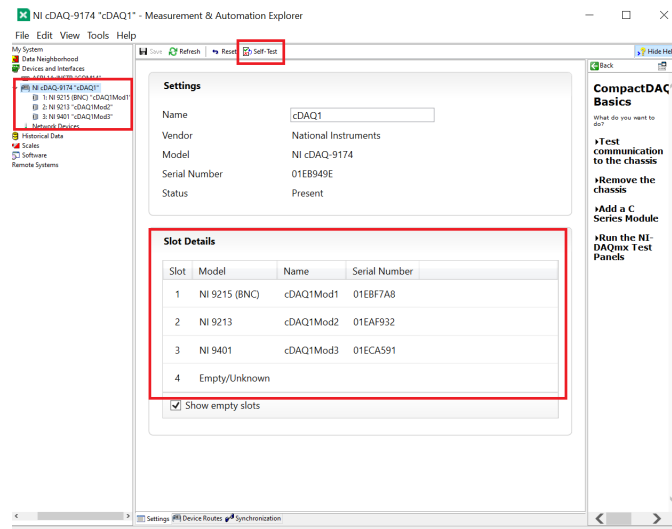 NI cDAQ-9174 "cDAQ1" - Measurement & Automation Explorer
File Edit View Tools Help
My System
Data Neighborhood
Devices and Interfaces
NI cDAQ-9174 "cDAQ1"
1: NI 9215 (BNC) "cDAQ1Mod1"
2: NI 9213 "cDAQ1Mod2"
3: NI 9401 "cDAQ1Mod3"
Network Devices
Historical Data
Scales
Software
Remote Systems
Save Refresh Reset Self-Test
Hide Hel
Settings
Name cDAQ1
Vendor National Instruments
Model NI cDAQ-9174
Serial Number 01EB949E
Status Present
Slot Details
Slot Model Name Serial Number
1 NI 9215 (BNC) cDAQ1Mod1 01EBF7A8
2 NI 9213 cDAQ1Mod2 01EAF932
3 NI 9401 cDAQ1Mod3 01ECA591
4 Empty/Unknown
Show empty slots
Settings Device Routes Synchronization
Back
CompactDAQ
Basics
What do you want to
do?
Test
communication
to the chassis
Remove the
chassis
Add a C
Series Module
Run the NI-
DAQmx Test
Panels